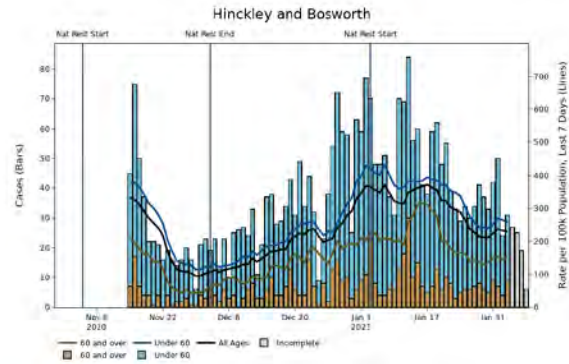 Hinckley and Bosworth
Nat Rest Start
Nat Rest End
Nat Rest Start
80
70
60
50
40
30
20
10
0
Cases (Bars)
700
600
500
400
300
200
100
0
Rate per 100k Population, Last 7 Days (Lines)
Nov 8
2020
Nov 22
Dec 6
Dec 20
Jan 3
2021
Jan 17
Jan 31
60 and over
Under 60
All Ages
Incomplete
60 and over
Under 60